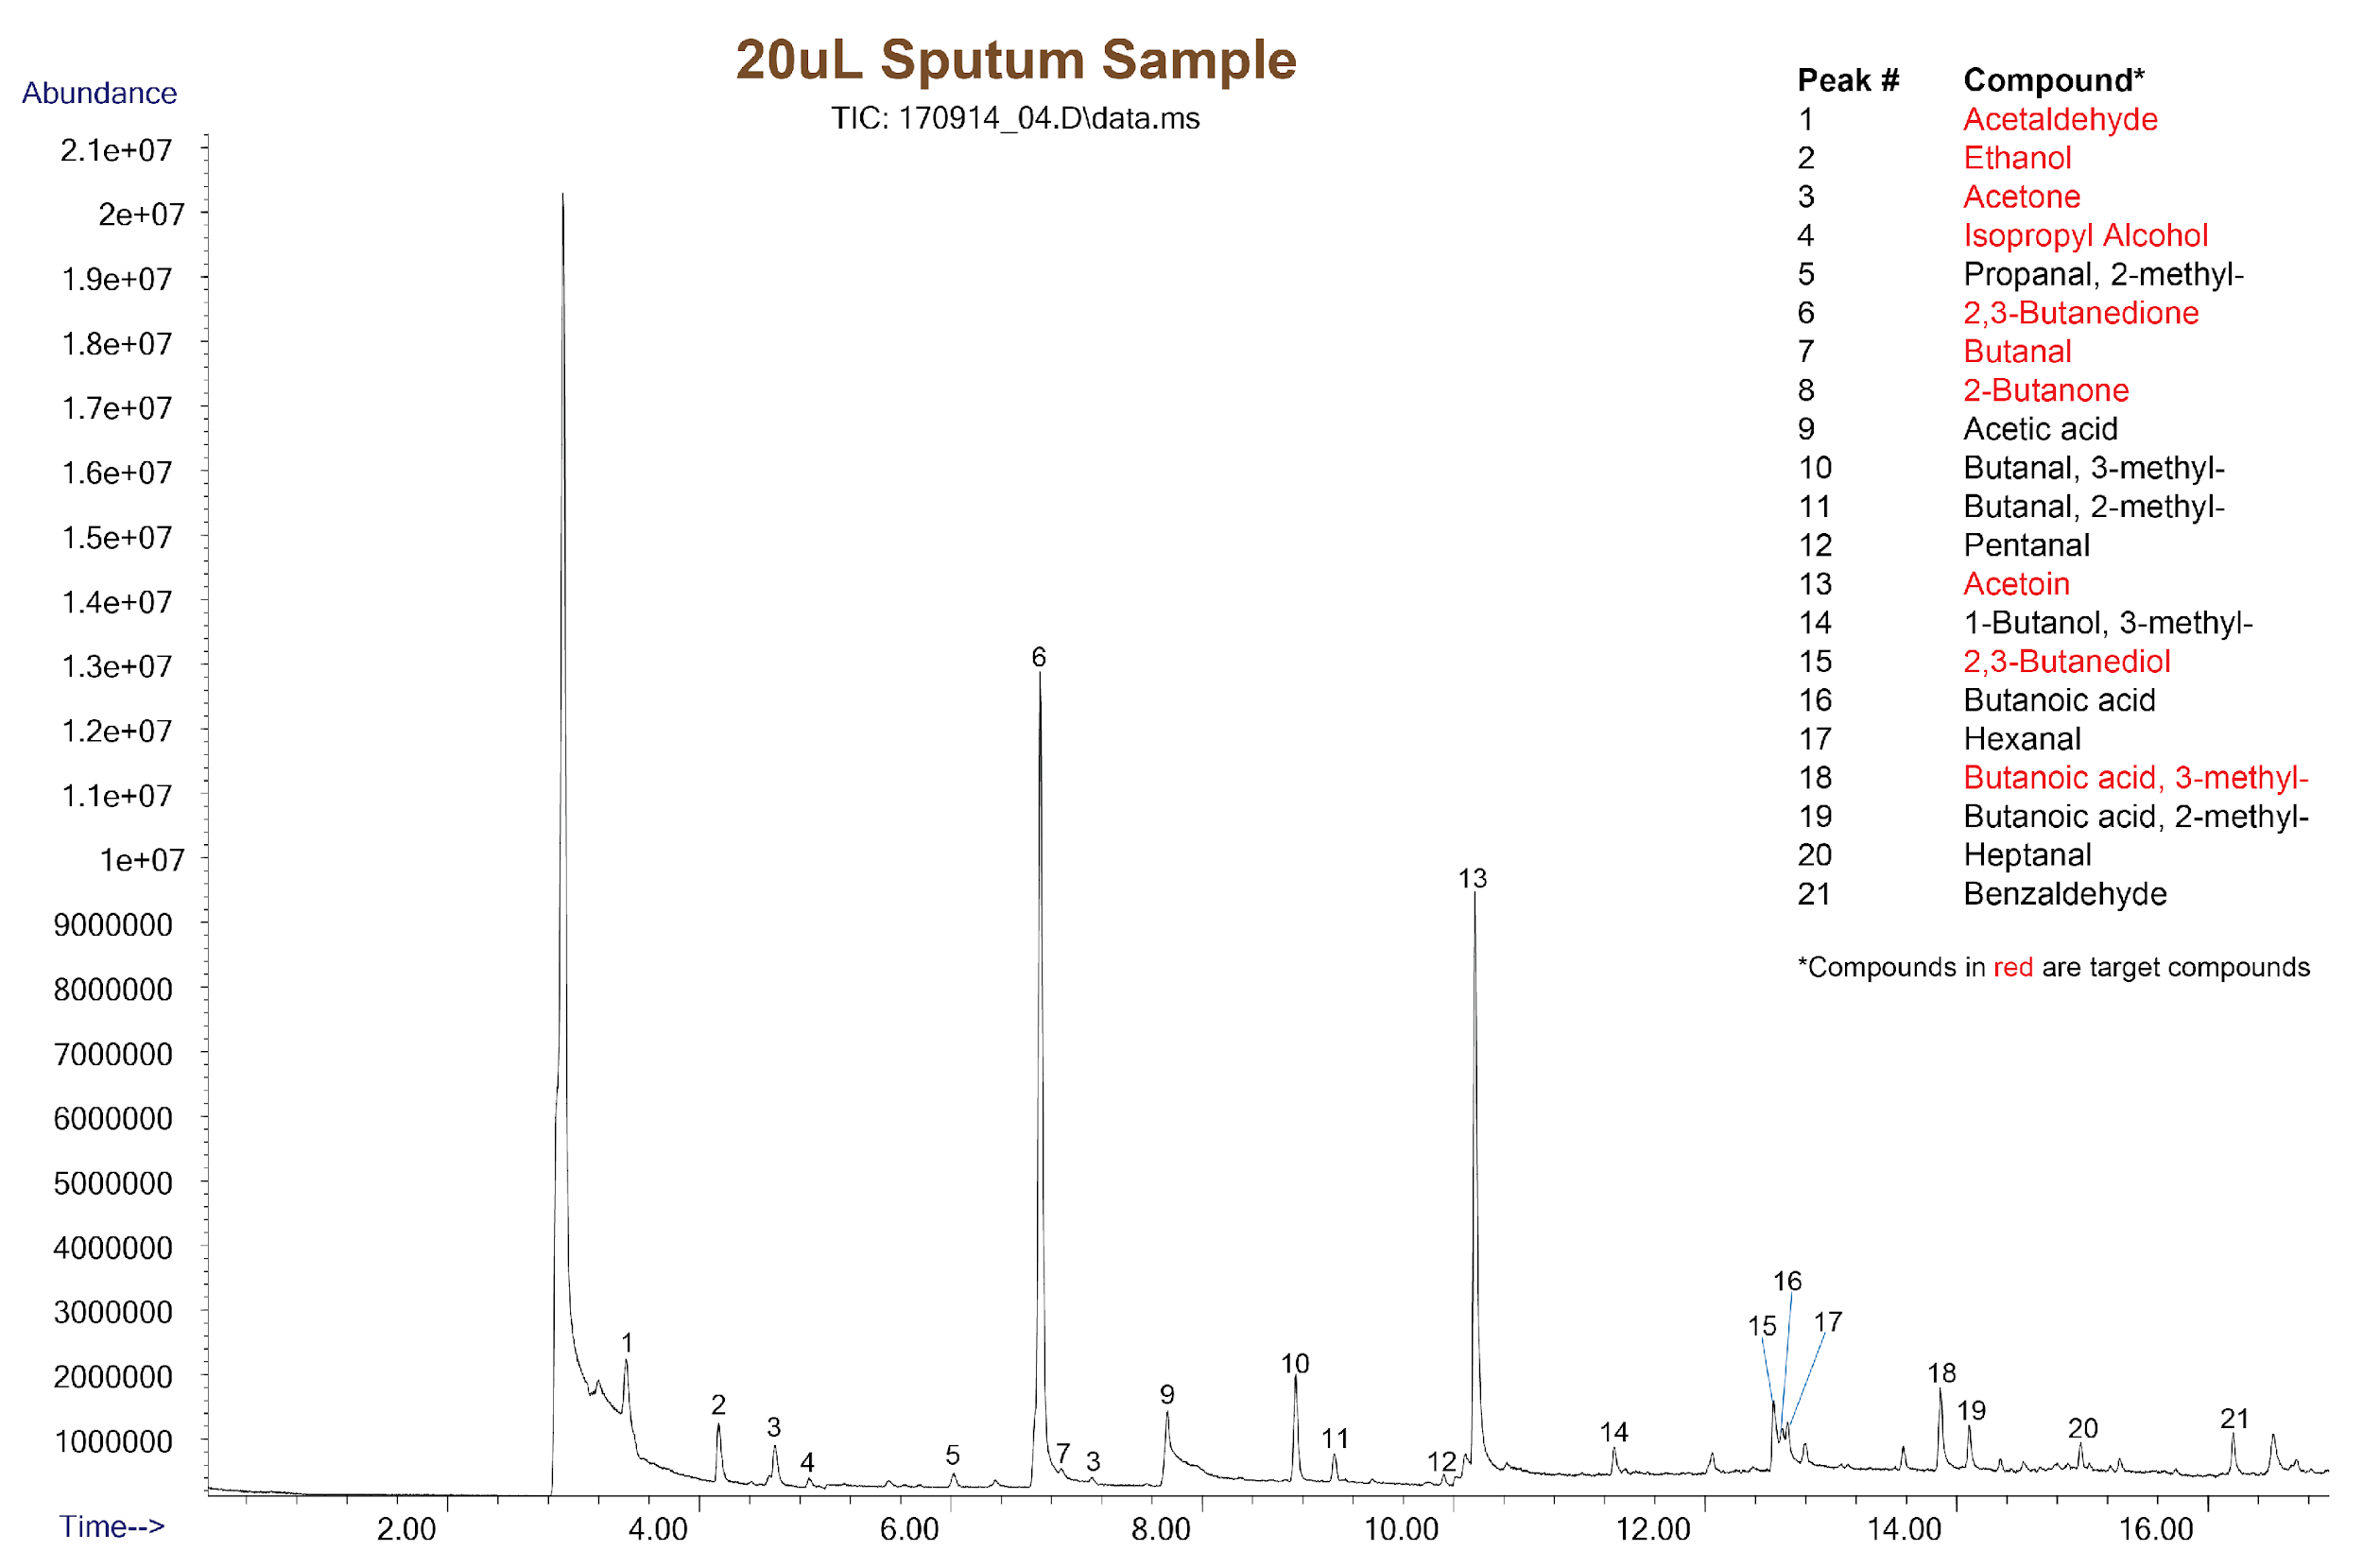 20uL Sputum Sample
TIC: 170914_04.D\data.ms
Abundance
2.1e+07
2e+07
1.9e+07
1.8e+07
1.7e+07
1.6e+07
1.5e+07
1.4e+07
1.3e+07
1.2e+07
1.1e+07
1e+07
9000000
8000000
7000000
6000000
5000000
4000000
3000000
2000000
1000000
Time-->
2.00 4.00 6.00 8.00 10.00 12.00 14.00 16.00
1
2
3
4
5
6
7
3
9
10
11
12
13
14
15
16
17
18
19
20
21
Peak # Compound*
1 Acetaldehyde
2 Ethanol
3 Acetone
4 Isopropyl Alcohol
5 Propanal, 2-methyl-
6 2,3-Butanedione
7 Butanal
8 2-Butanone
9 Acetic acid
10 Butanal, 3-methyl-
11 Butanal, 2-methyl-
12 Pentanal
13 Acetoin
14 1-Butanol, 3-methyl-
15 2,3-Butanediol
16 Butanoic acid
17 Hexanal
18 Butanoic acid, 3-methyl-
19 Butanoic acid, 2-methyl-
20 Heptanal
21 Benzaldehyde
*Compounds in red are target compounds